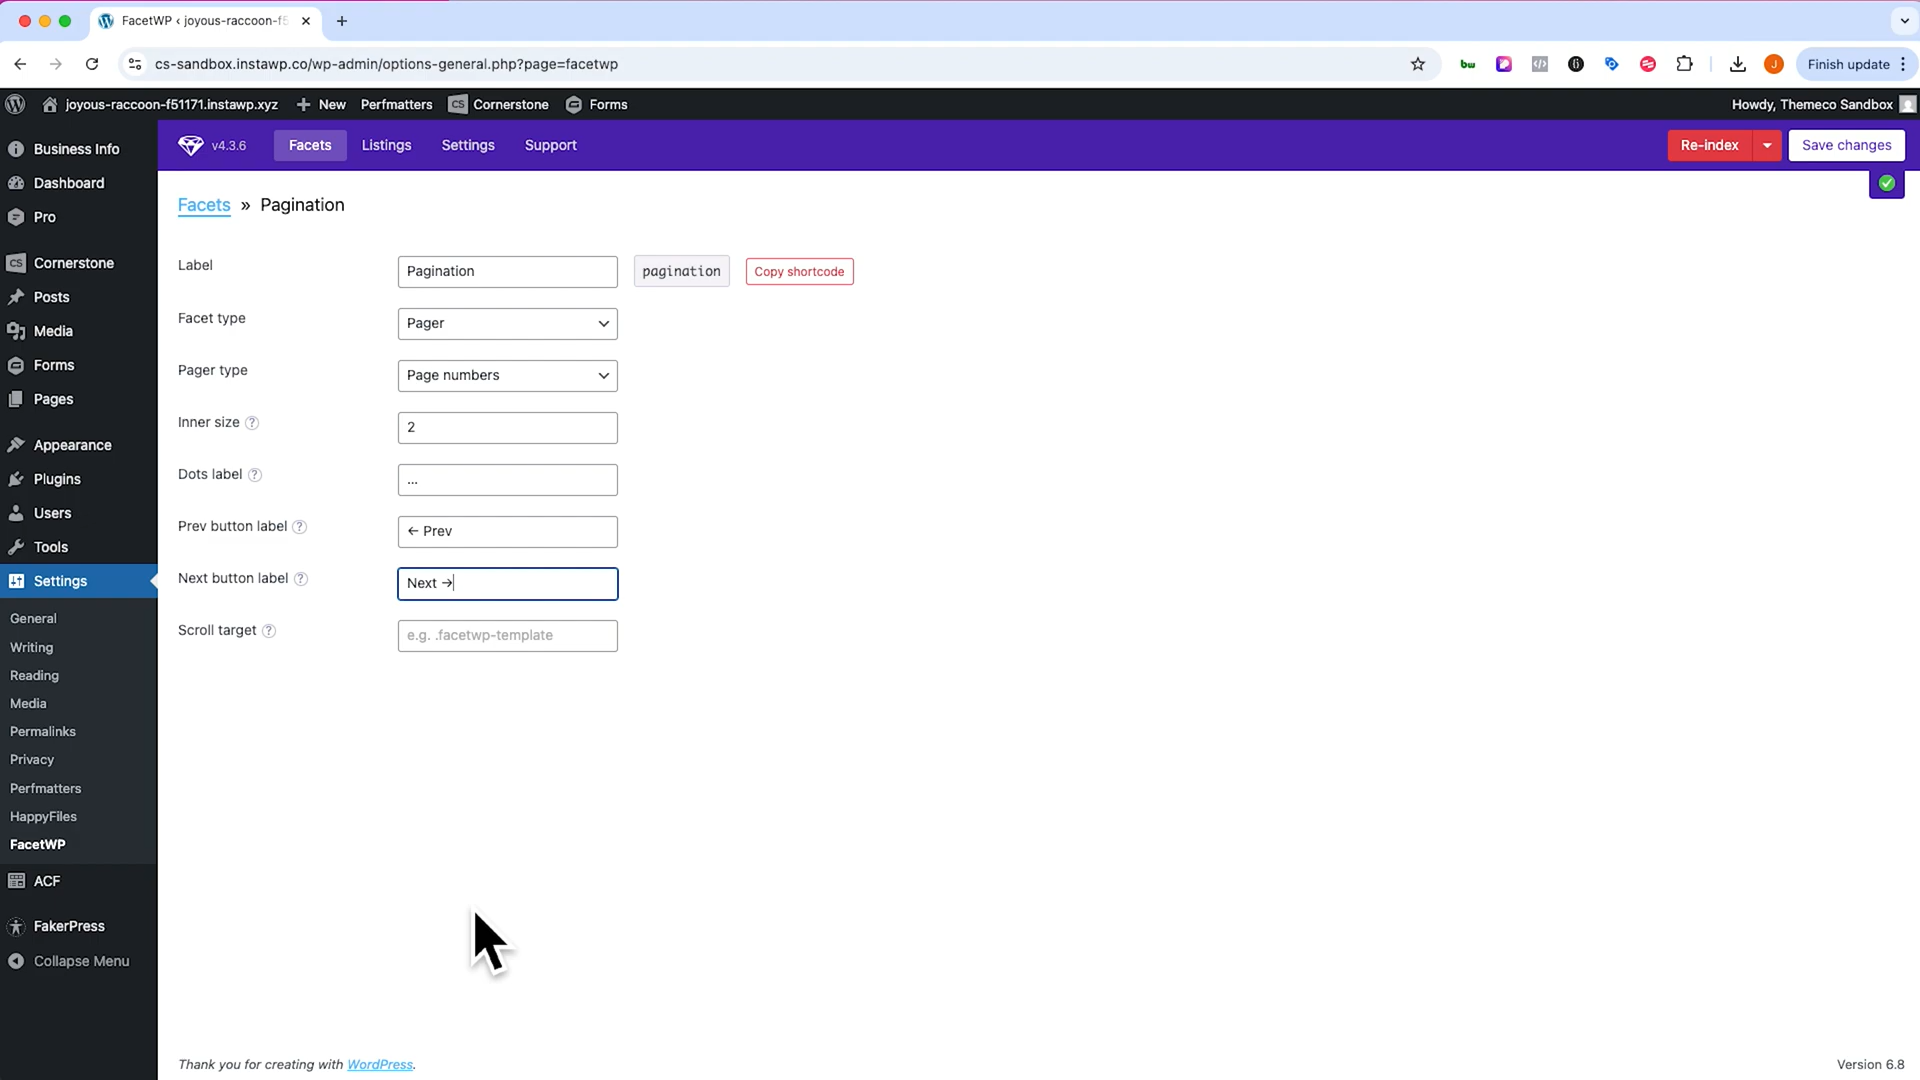 FacetWP ‹ joyous-raccoon-f5
cs-sandbox.instawp.co/wp-admin/options-general.php?page=facetwp
bw
J
Finish update
joyous-raccoon-f51171.instawp.xyz
New
Perfmatters
CS
Cornerstone
Forms
Howdy, Themeco Sandbox
v4.3.6
Facets
Listings
Settings
Support
Re-index
Save changes
Business Info
Dashboard
Pro
CS Cornerstone
Posts
Media
Forms
Pages
Appearance
Plugins
Users
Tools
Settings
General
Writing
Reading
Media
Permalinks
Privacy
Perfmatters
HappyFiles
FacetWP
ACF
FakerPress
Collapse Menu
Facets » Pagination
Label
Pagination
pagination
Copy shortcode
Facet type
Pager
Pager type
Page numbers
Inner size ?
2
Dots label ?
...
Prev button label ?
← Prev
Next button label ?
Next →
Scroll target ?
e.g. .facetwp-template
Thank you for creating with WordPress.
Version 6.8